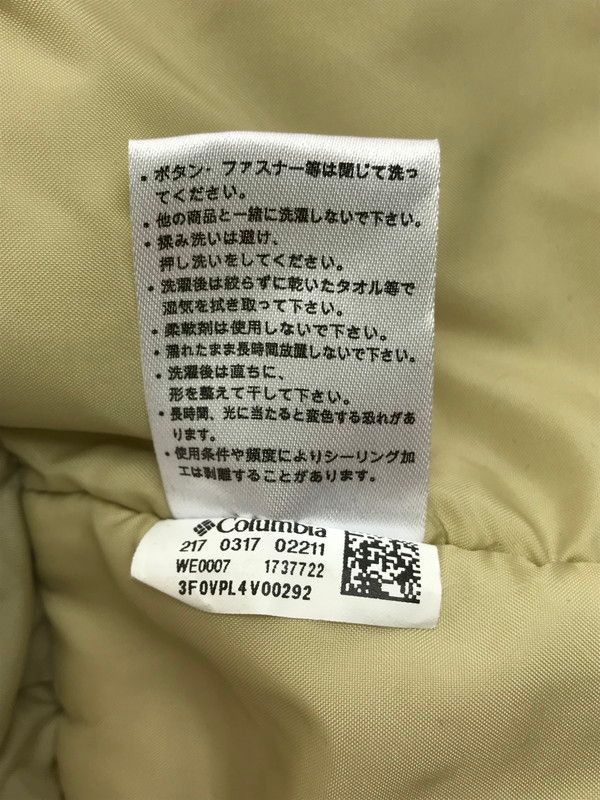 ・ボタン・ファスナー等は閉じて洗っ
てください。
・他の商品と一緒に洗濯しないで下さい。
・揉み洗いは避け、
押し洗いをしてください。
・洗濯後は絞らずに乾いたタオル等で
湿気を拭き取って下さい。
・柔軟剤は使用しないで下さい。
・濡れたまま長時間放置しないで下さい。
・洗濯後は直ちに、
形を整えて干して下さい。
・長時間、光に当たると変色する恐れがあ
ります。
・使用条件や頻度によりシーリング加
工は剥離することがあります。
Columbia
217 0317 02211
WE0007 1737722
3F0VPL4V00292